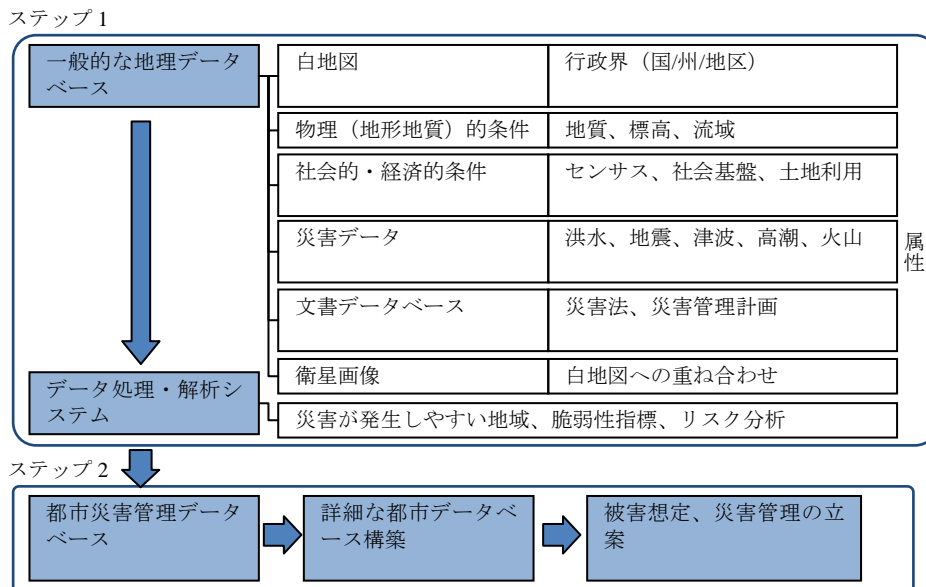 ステップ 1
一般的な地理データ
ベース
白地図
行政界（国/州/地区）
物理（地形地質）的条件
地質、標高、流域
社会的・経済的条件
センサス、社会基盤、土地利用
災害データ
洪水、地震、津波、高潮、火山
文書データベース
災害法、災害管理計画
衛星画像
白地図への重ね合わせ
属
性
データ処理・解析シ
ステム
災害が発生しやすい地域、脆弱性指標、リスク分析
ステップ 2
都市災害管理データ
ベース
詳細な都市データベ
ース構築
被害想定、災害管理の立
案